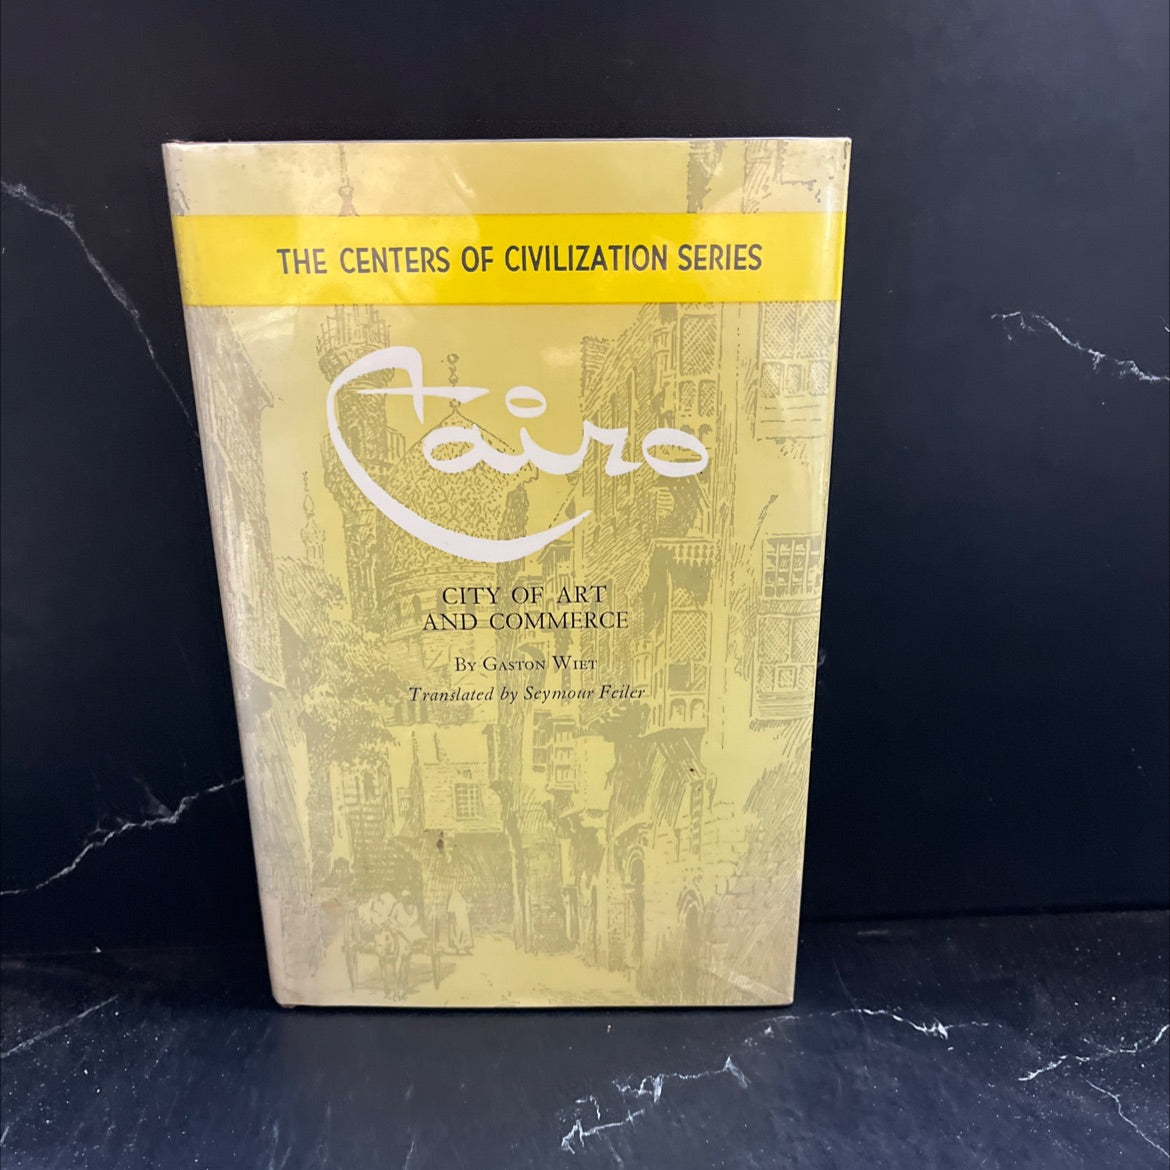 THE CENTERS OF CIVILIZATION SERIES
Cairo
CITY OF ART
AND COMMERCE
By Gaston Wiet
Translated by Seymour Feiler